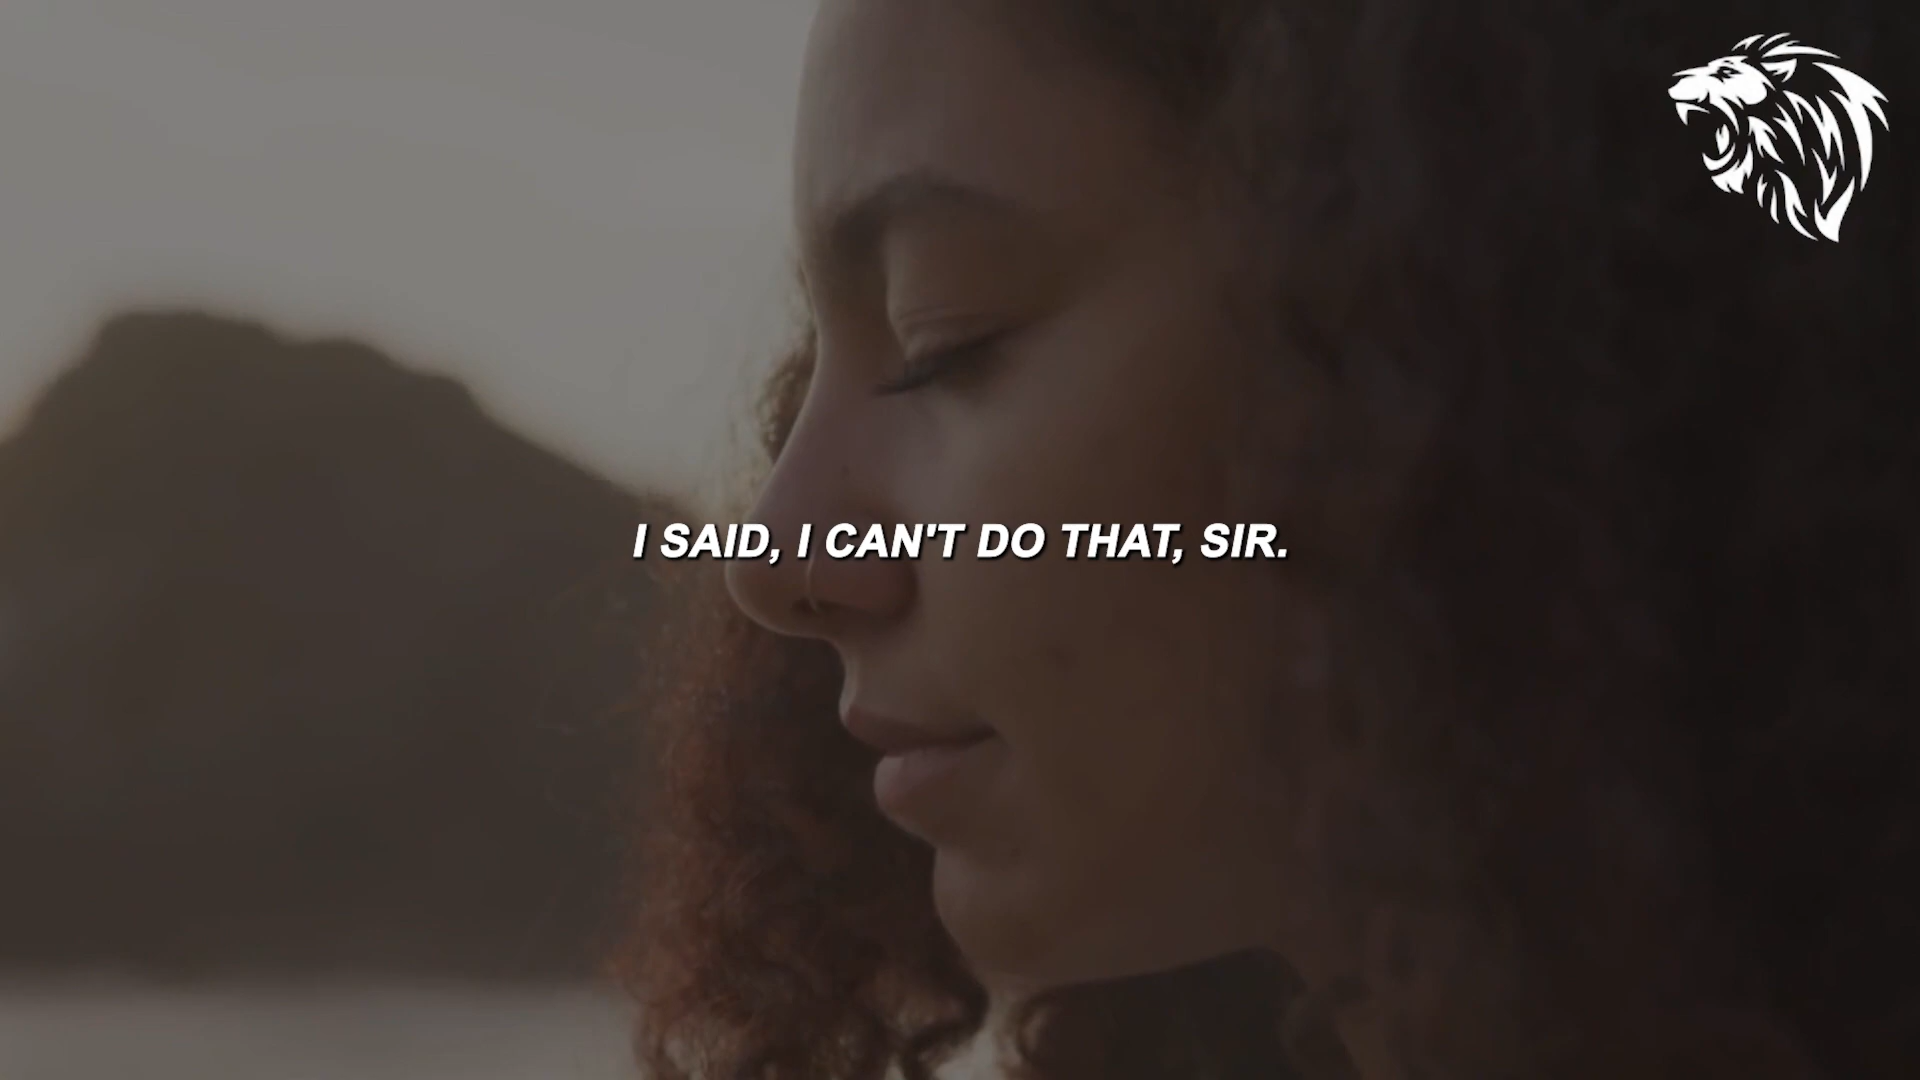 I SAID, I CAN'T DO THAT, SIR.